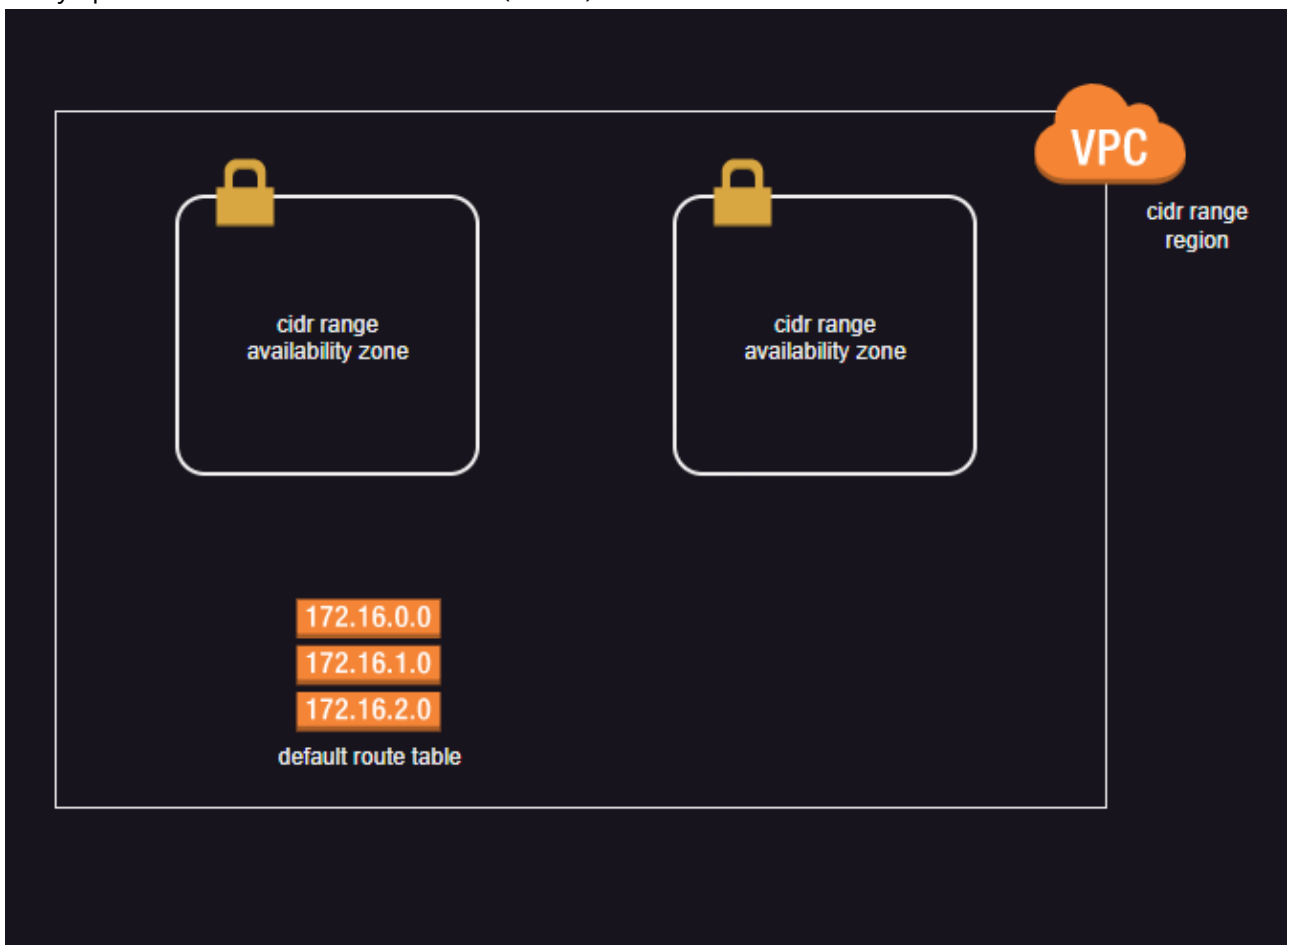 VPC
cidr range
region
cidr range
availability zone
cidr range
availability zone
172.16.0.0
172.16.1.0
172.16.2.0
default route table